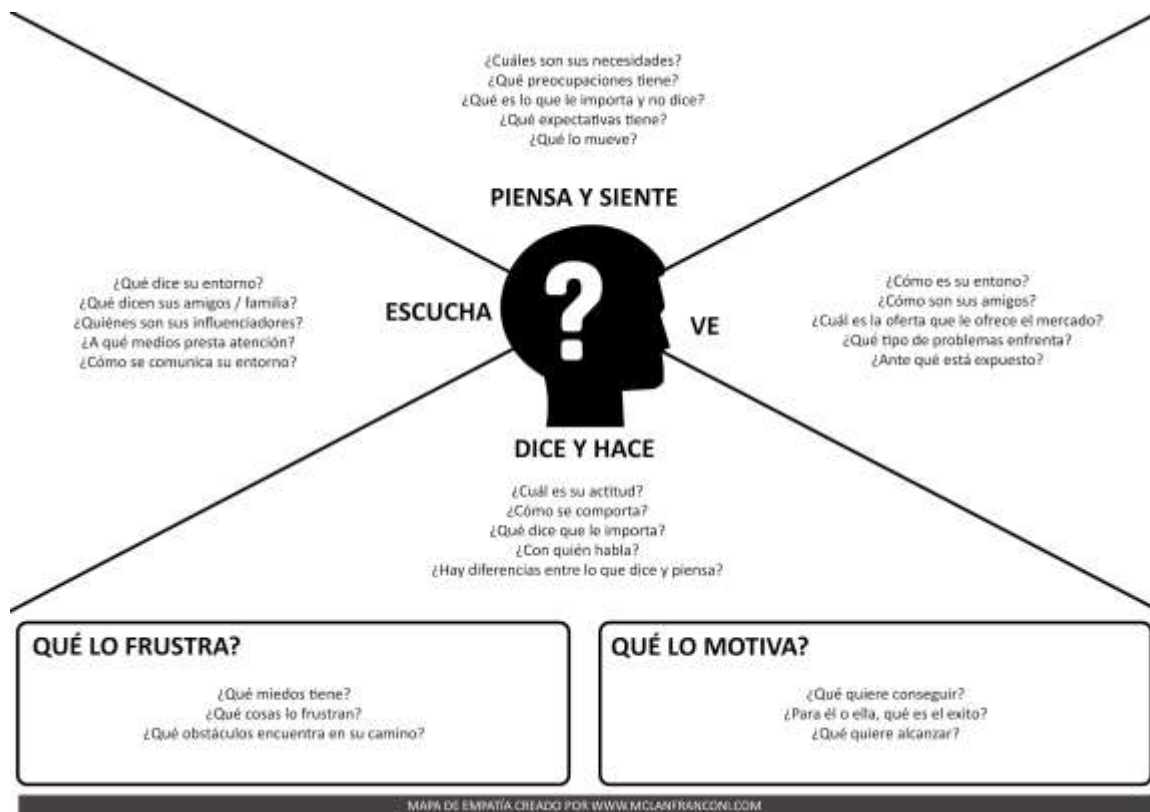 ¿Cuáles son sus necesidades?
¿Qué preocupaciones tiene?
¿Qué es lo que le importa y no dice?
¿Qué expectativas tiene?
¿Qué lo mueve?
PIENSA Y SIENTE
¿Qué dice su entorno?
¿Qué dicen sus amigos / familia?
¿Quiénes son sus influenciadores?
¿A qué medios presta atención?
¿Cómo se comunica su entorno?
ESCUCHA
?
VE
¿Cómo es su entono?
¿Cómo son sus amigos?
¿Cuál es la oferta que le ofrece el mercado?
¿Qué tipo de problemas enfrenta?
¿Ante qué está expuesto?
DICE Y HACE
¿Cuál es su actitud?
¿Cómo se comporta?
¿Qué dice que le importa?
¿Con quién habla?
¿Hay diferencias entre lo que dice y piensa?
QUÉ LO FRUSTRA?
¿Qué miedos tiene?
¿Qué cosas lo frustran?
¿Qué obstáculos encuentra en su camino?
QUÉ LO MOTIVA?
¿Qué quiere conseguir?
¿Para él o ella, qué es el exito?
¿Qué quiere alcanzar?
MAPA DE EMPATÍA CREADO POR WWW.MCLANFRANCONI.COM